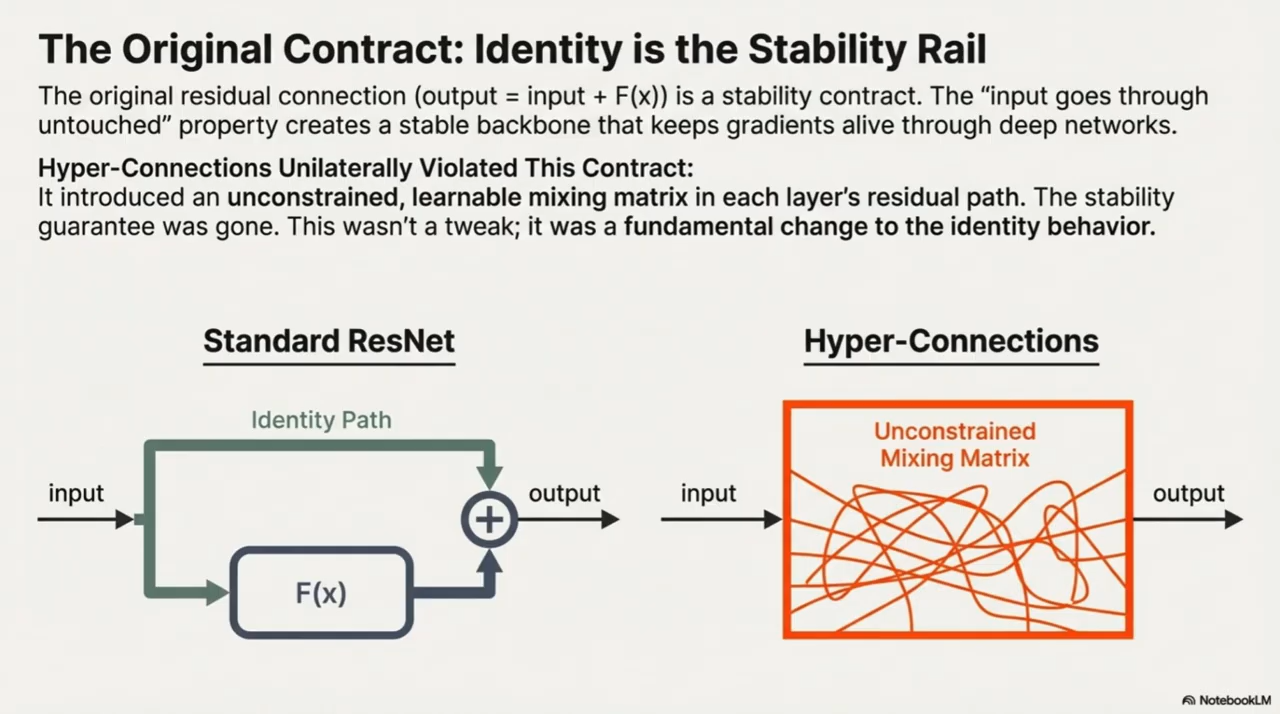 The Original Contract: Identity is the Stability Rail
The original residual connection (output = input + F(x)) is a stability contract. The “input goes through
untouched” property creates a stable backbone that keeps gradients alive through deep networks.
Hyper-Connections Unilaterally Violated This Contract:
It introduced an unconstrained, learnable mixing matrix in each layer’s residual path. The stability
guarantee was gone. This wasn’t a tweak; it was a fundamental change to the identity behavior.
Standard ResNet
Identity Path
input
F(x)
+
output
Hyper-Connections
input
Unconstrained
Mixing Matrix
output
NotebookLM